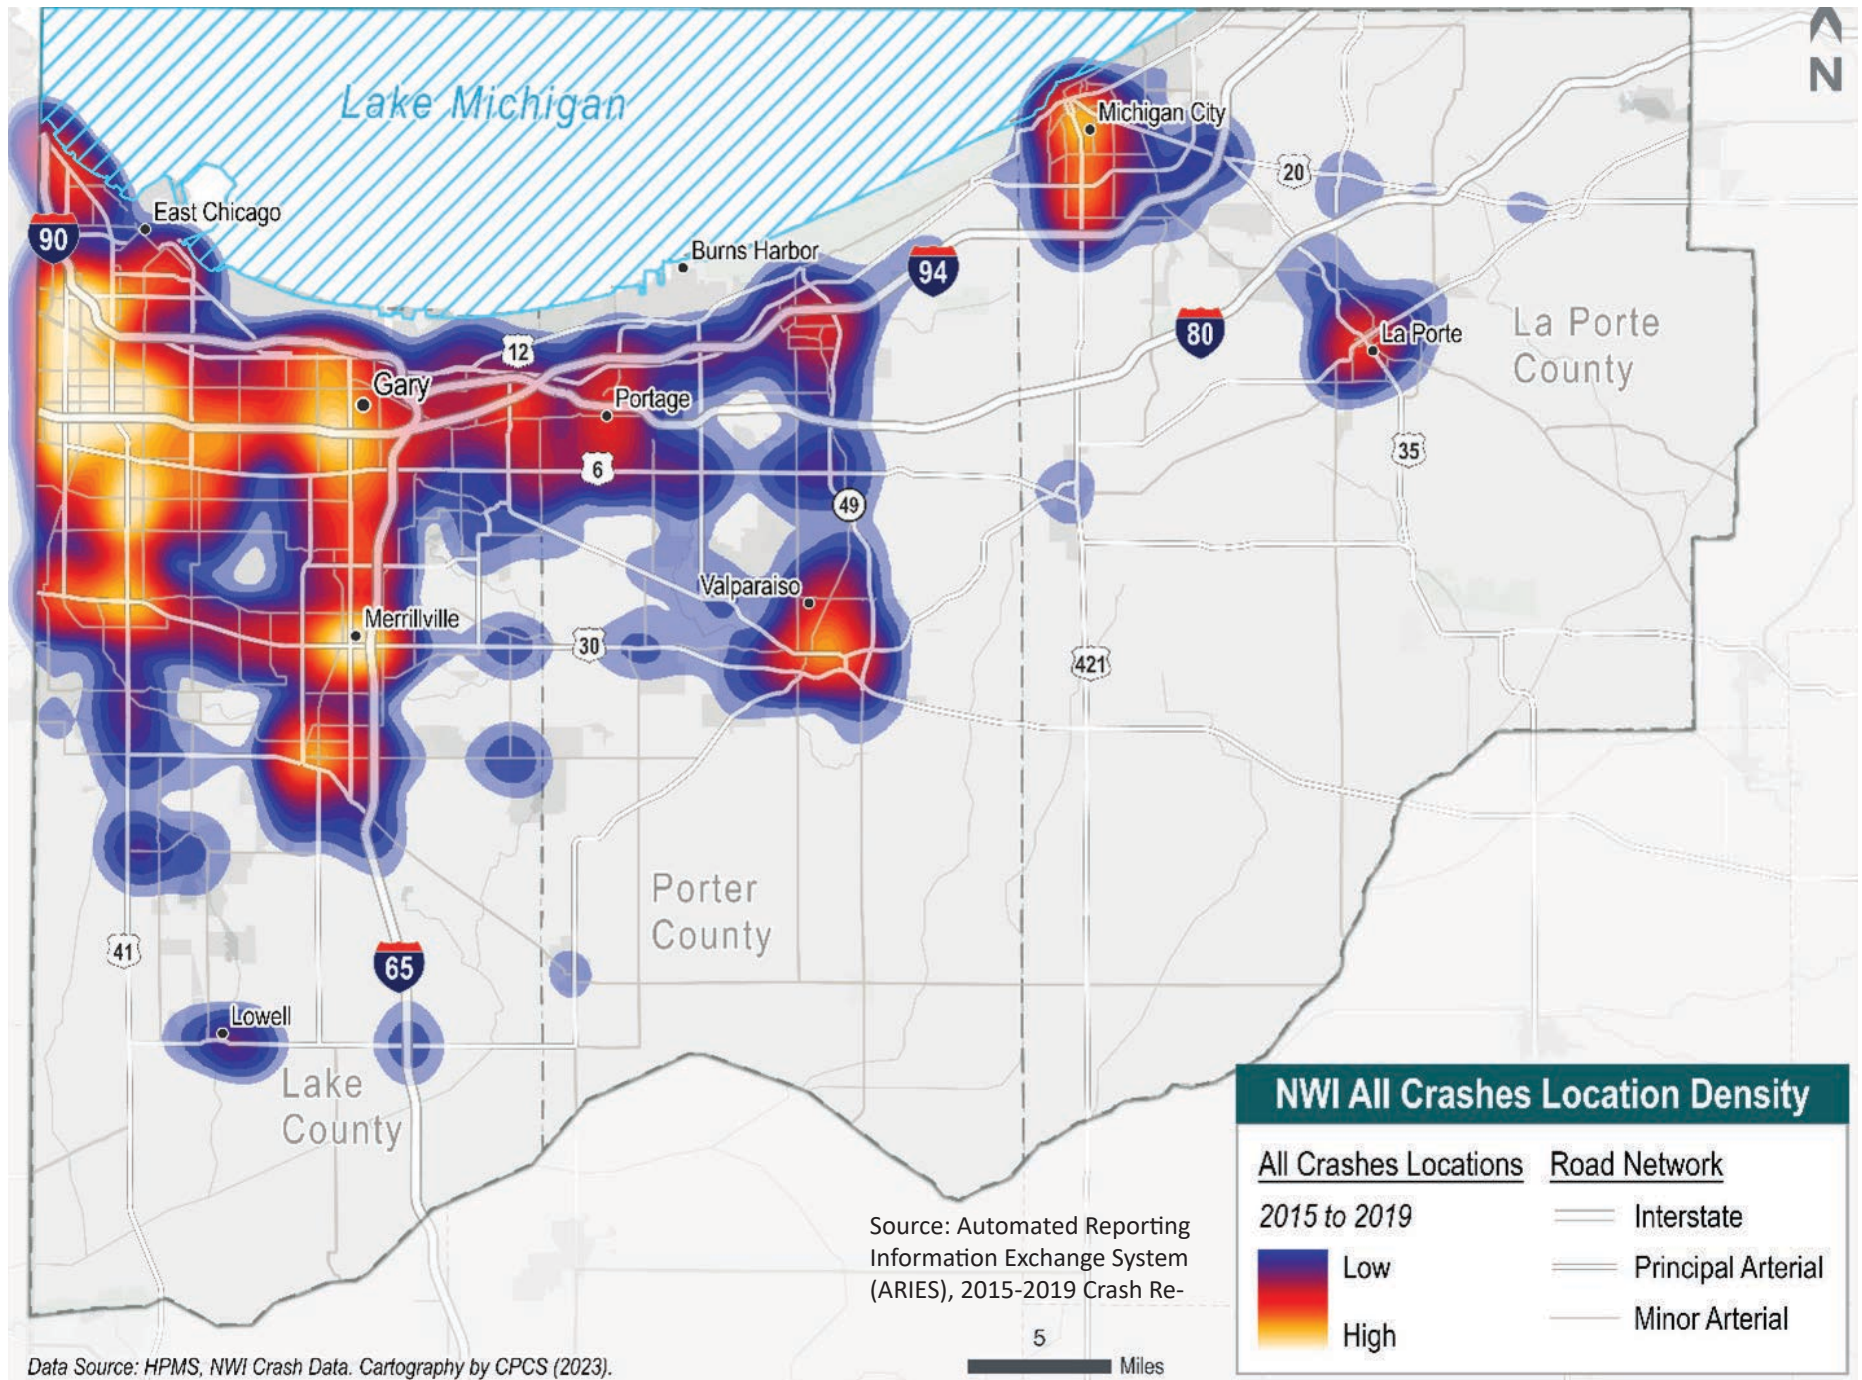 N
Lake Michigan
Michigan City
20
East Chicago
90
Burns Harbor
94
80
La Porte
La Porte
County
12
Gary
Portage
35
6
49
Valparaiso
Merrillville
30
421
Porter
County
41
65
Lowell
Lake
County
NWI All Crashes Location Density
All Crashes Locations
2015 to 2019
Low
High
Road Network
Interstate
Principal Arterial
Minor Arterial
Source: Automated Reporting
Information Exchange System
(ARIES), 2015-2019 Crash Re-
5
Miles
Data Source: HPMS, NWI Crash Data. Cartography by CPCS (2023).